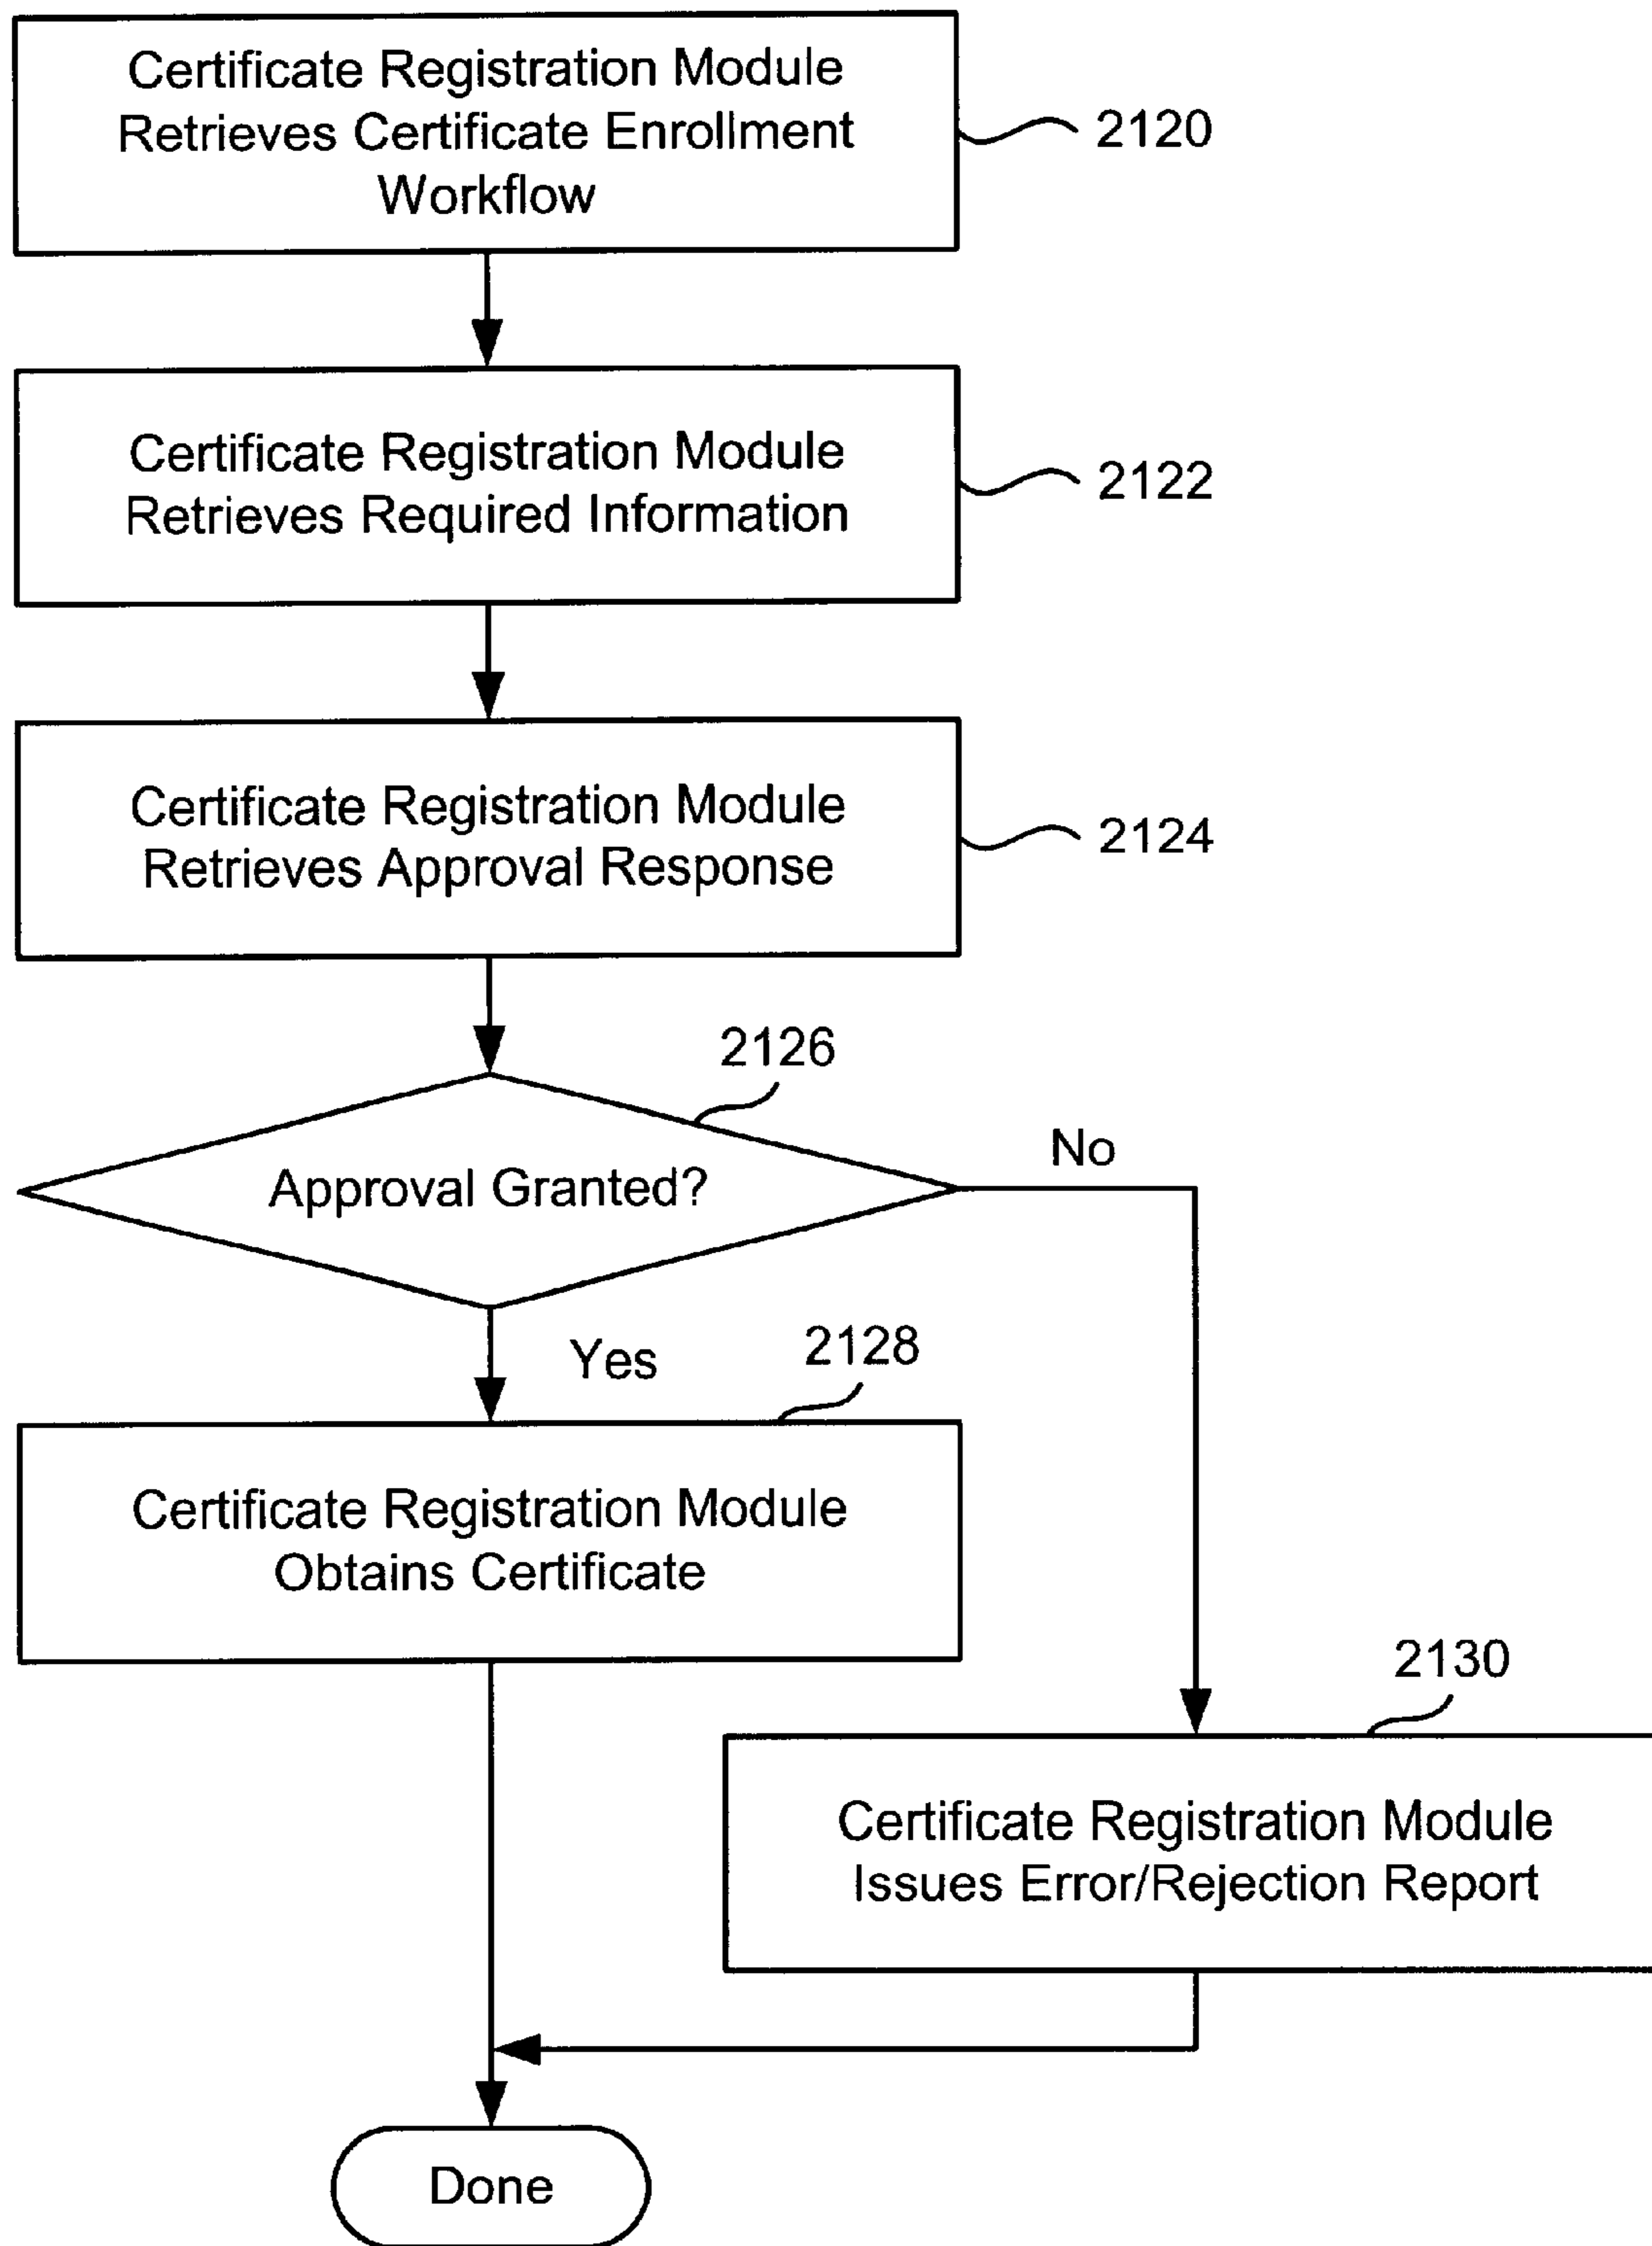 Certificate Registration Module
Retrieves Certificate Enrollment
Workflow
2120
Certificate Registration Module
Retrieves Required Information
2122
Certificate Registration Module
Retrieves Approval Response
2124
2126
Approval Granted?
No
Yes
2128
Certificate Registration Module
Obtains Certificate
2130
Certificate Registration Module
Issues Error/Rejection Report
Done